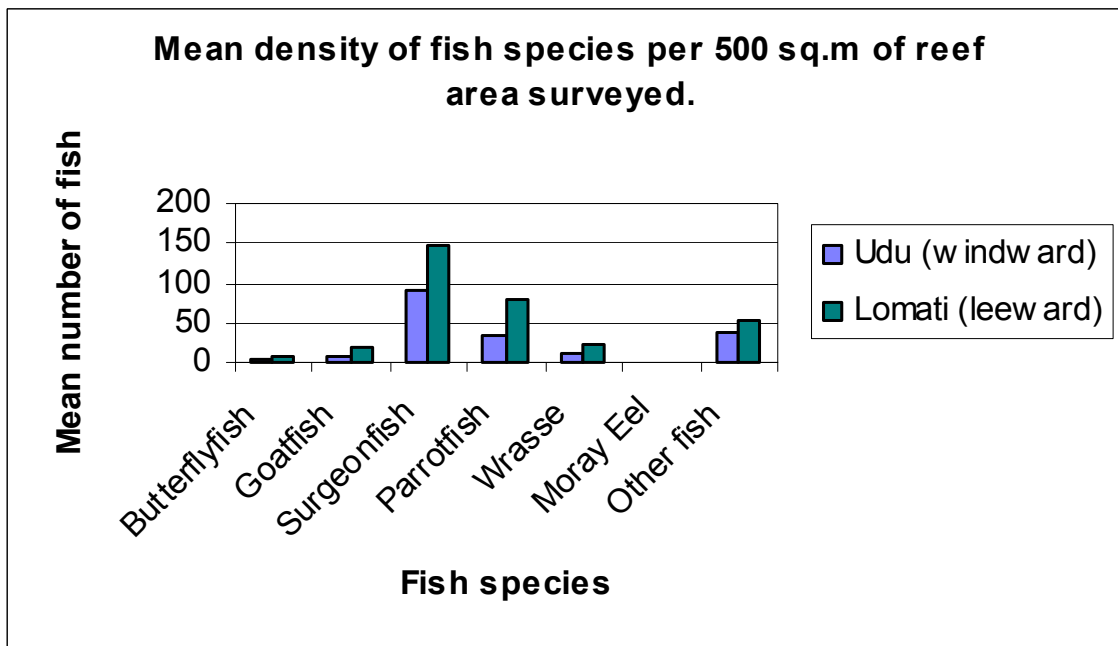 Mean density of fish species per 500 sq.m of reef
area surveyed.
Mean number of fish
200
150
100
50
0
Butterflyfish
Goatfish
Surgeonfish
Parrotfish
Wrasse
Moray Eel
Other fish
Fish species
Udu (w indw ard)
Lomati (leew ard)